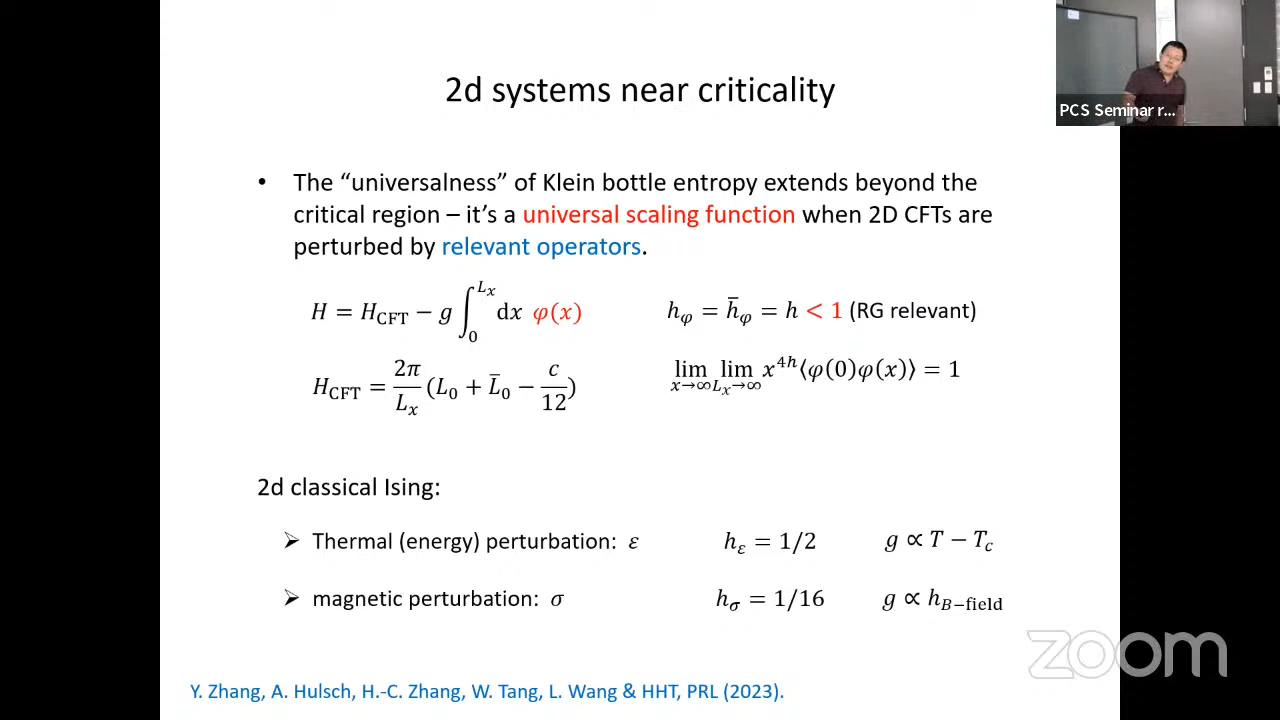 2d systems near criticality
PCS Seminar r...
• The “universalness” of Klein bottle entropy extends beyond the
critical region – it’s a universal scaling function when 2D CFTs are
perturbed by relevant operators.
H = H_CFT − g ∫_0^{L_x} dx φ(x)
h_φ = h̄_φ = h < 1 (RG relevant)
H_CFT = 2π/L_x (L_0 + L̄_0 − c/12)
lim_{x→∞} lim_{L_x→∞} x^{4h} ⟨φ(0)φ(x)⟩ = 1
2d classical Ising:
➢ Thermal (energy) perturbation: ε h_ε = 1/2 g ∝ T − T_c
➢ magnetic perturbation: σ h_σ = 1/16 g ∝ h_{B−field}
zoom
Y. Zhang, A. Hulsch, H.-C. Zhang, W. Tang, L. Wang & HHT, PRL (2023).